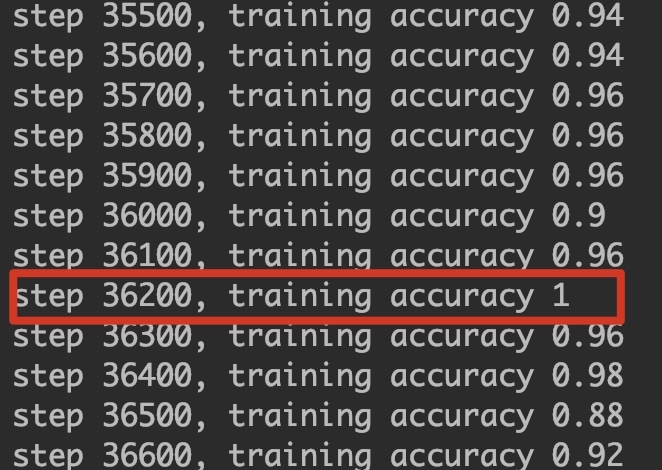 step 35500, training accuracy 0.94
step 35600, training accuracy 0.94
step 35700, training accuracy 0.96
step 35800, training accuracy 0.96
step 35900, training accuracy 0.96
step 36000, training accuracy 0.9
step 36100, training accuracy 0.96
step 36200, training accuracy 1
step 36300, training accuracy 0.96
step 36400, training accuracy 0.98
step 36500, training accuracy 0.88
step 36600, training accuracy 0.92